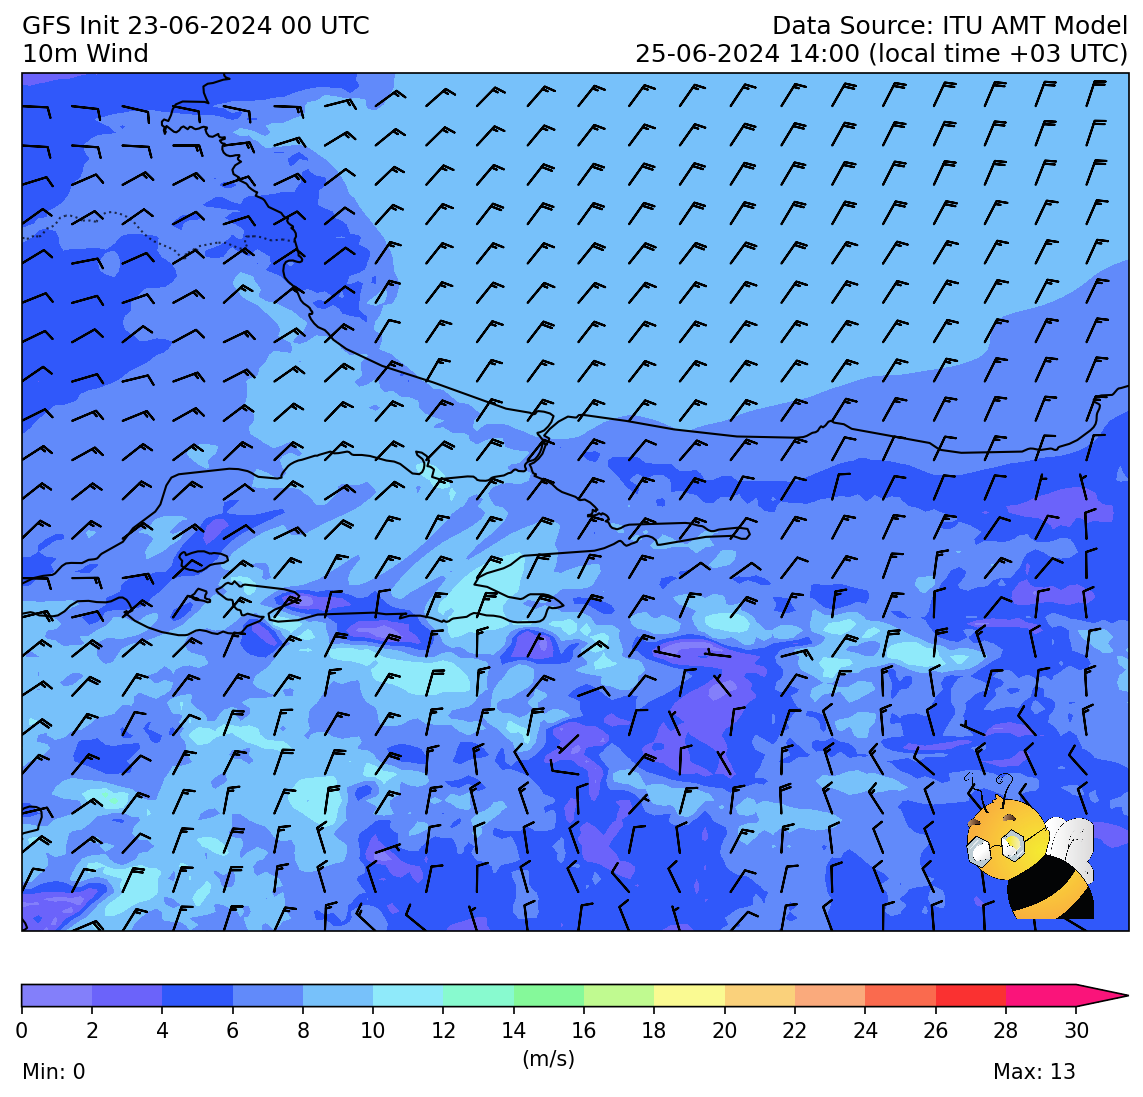 GFS Init 23-06-2024 00 UTC
Data Source: ITU AMT Model
10m Wind
25-06-2024 14:00 (local time +03 UTC)
0 2 4 6 8 10 12 14 16 18 20 22 24 26 28 30
(m/s)
Min: 0
Max: 13